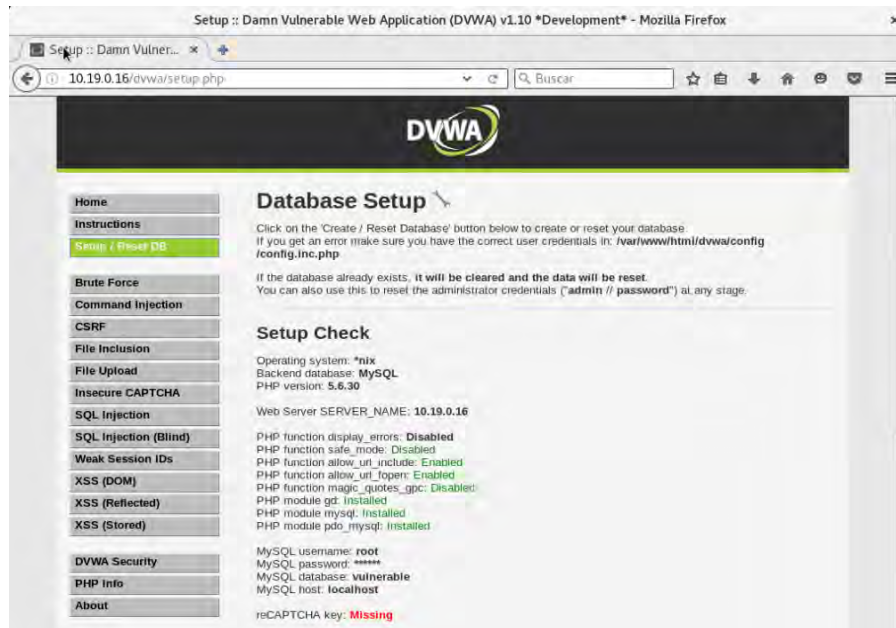 Setup :: Damn Vulnerable Web Application (DVWA) v1.10 *Development* - Mozilla Firefox
Setup :: Damn Vulner...
10.19.0.16/dvwa/setup.php
Buscar
DVWA
Home
Instructions
Setup / Reset DB
Brute Force
Command Injection
CSRF
File Inclusion
File Upload
Insecure CAPTCHA
SQL Injection
SQL Injection (Blind)
Weak Session IDs
XSS (DOM)
XSS (Reflected)
XSS (Stored)
DVWA Security
PHP Info
About
Database Setup
Click on the 'Create / Reset Database' button below to create or reset your database.
If you get an error make sure you have the correct user credentials in: /var/www/html/dvwa/config
/config.inc.php
If the database already exists, it will be cleared and the data will be reset.
You can also use this to reset the administrator credentials ("admin // password") at any stage.
Setup Check
Operating system: *nix
Backend database: MySQL
PHP version: 5.6.30
Web Server SERVER_NAME: 10.19.0.16
PHP function display_errors: Disabled
PHP function safe_mode: Disabled
PHP function allow_url_include: Enabled
PHP function allow_url_fopen: Enabled
PHP function magic_quotes_gpc: Disabled
PHP module gd: Installed
PHP module mysql: Installed
PHP module pdo_mysql: Installed
MySQL username: root
MySQL password: ******
MySQL database: vulnerable
MySQL host: localhost
reCAPTCHA key: Missing